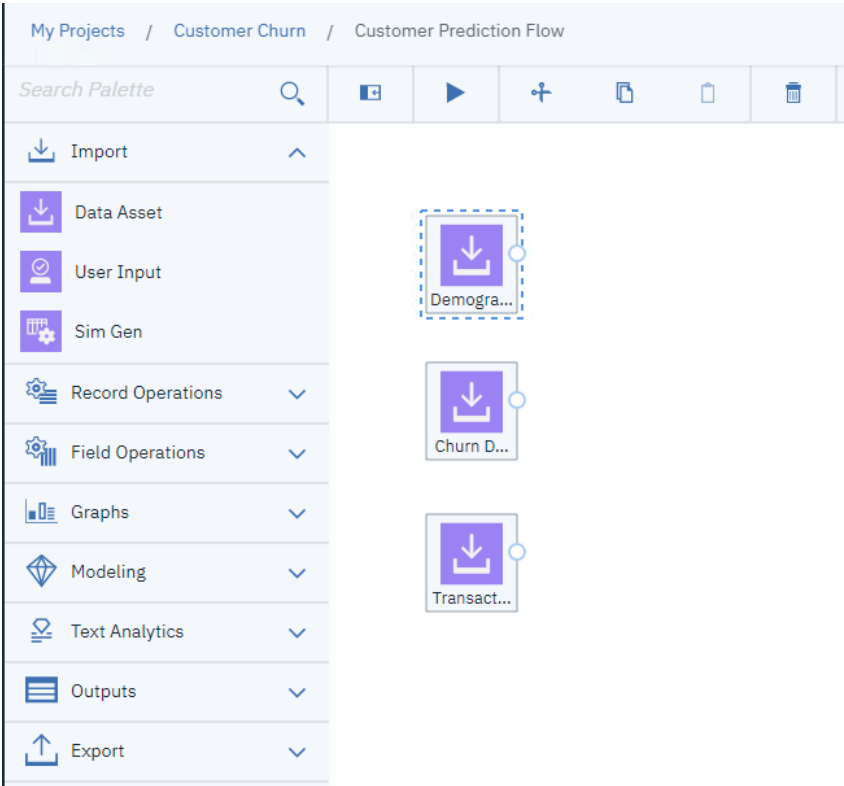 My Projects / Customer Churn / Customer Prediction Flow
Search Palette
Import
Data Asset
User Input
Sim Gen
Record Operations
Field Operations
Graphs
Modeling
Text Analytics
Outputs
Export
Demogra...
Churn D...
Transact...